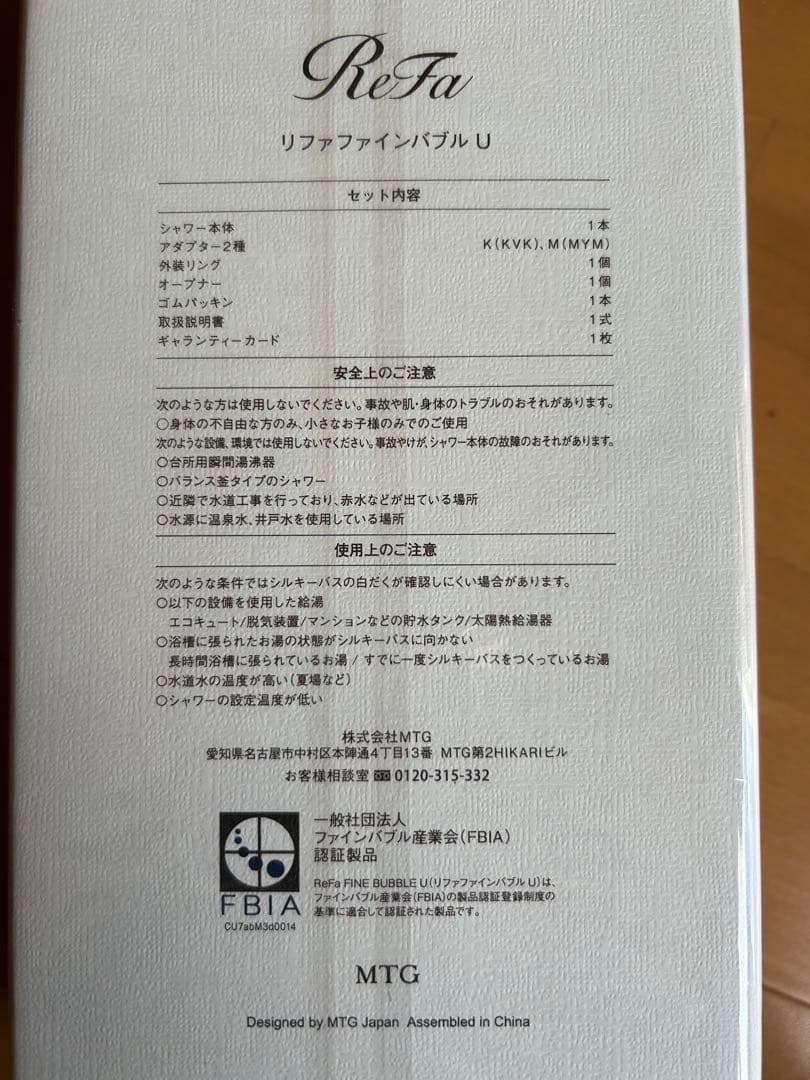 ReFa
リファファインバブル U
セット内容
シャワー本体 1本
アダプター2種 K(KVK)、M(MYM)
外装リング 1個
オープナー 1個
ゴムパッキン 1本
取扱説明書 1式
ギャランティーカード 1枚
安全上のご注意
次のような方は使用しないでください。事故や肌・身体のトラブルのおそれがあります。
○身体の不自由な方のみ、小さなお子様のみでのご使用
次のような設備、環境では使用しないでください。事故やけが、シャワー本体の故障のおそれがあります。
○台所用瞬間湯沸器
○バランス釜タイプのシャワー
○近隣で水道工事を行っており、赤水などが出ている場所
○水源に温泉水、井戸水を使用している場所
使用上のご注意
次のような条件ではシルキーバスの白だくが確認しにくい場合があります。
○以下の設備を使用した給湯
エコキュート/脱気装置/マンションなどの貯水タンク/太陽熱給湯器
○浴槽に張られたお湯の状態がシルキーバスに向かない
長時間浴槽に張られているお湯 / すでに一度シルキーバスをつくっているお湯
○水道水の温度が高い(夏場など)
○シャワーの設定温度が低い
株式会社MTG
愛知県名古屋市中村区本陣通4丁目13番 MTG第2HIKARIビル
お客様相談室 0120-315-332
一般社団法人
ファインバブル産業会(FBIA)
認証製品
ReFa FINE BUBBLE U(リファファインバブル U)は、
ファインバブル産業会(FBIA)の製品認証登録制度の
基準に適合して認証された製品です。
FBIA
CU7abM3d0014
MTG
Designed by MTG Japan Assembled in China